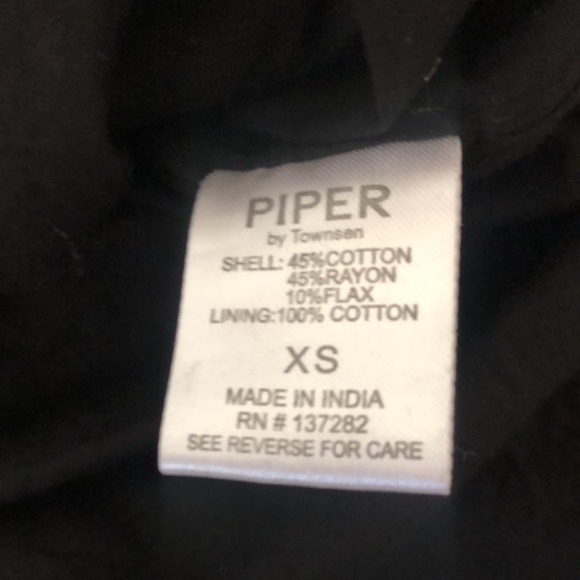 PIPER
by Townsen
SHELL: 45%COTTON
45%RAYON
10%FLAX
LINING:100% COTTON
XS
MADE IN INDIA
RN # 137282
SEE REVERSE FOR CARE